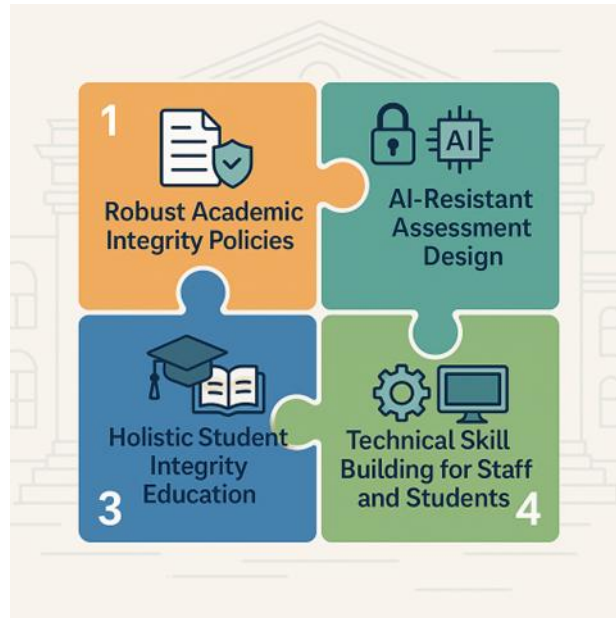 1
Robust Academic
Integrity Policies
AI
AI-Resistant
Assessment
Design
Holistic Student
Integrity
Education
3
Technical Skill
Building for Staff
and Students
4